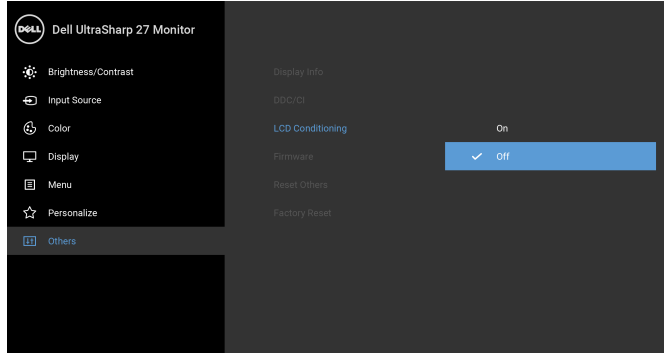 DELL
Dell UltraSharp 27 Monitor
Brightness/Contrast
Input Source
Color
Display
Menu
Personalize
Others
Display Info
DDC/CI
LCD Conditioning
Firmware
Reset Others
Factory Reset
On
Off